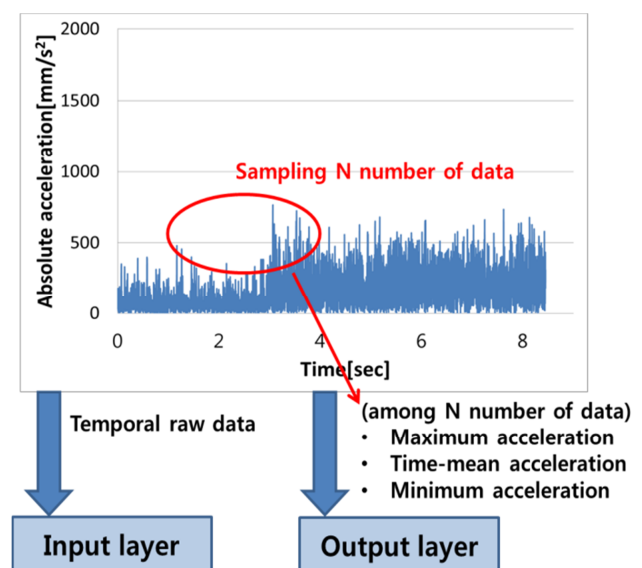 2000
Absolute acceleration[mm/s²]
1500
1000
Sampling N number of data
500
0
0 2 4 6 8
Time[sec]
(among N number of data)
Temporal raw data
• Maximum acceleration
• Time-mean acceleration
• Minimum acceleration
Input layer
Output layer